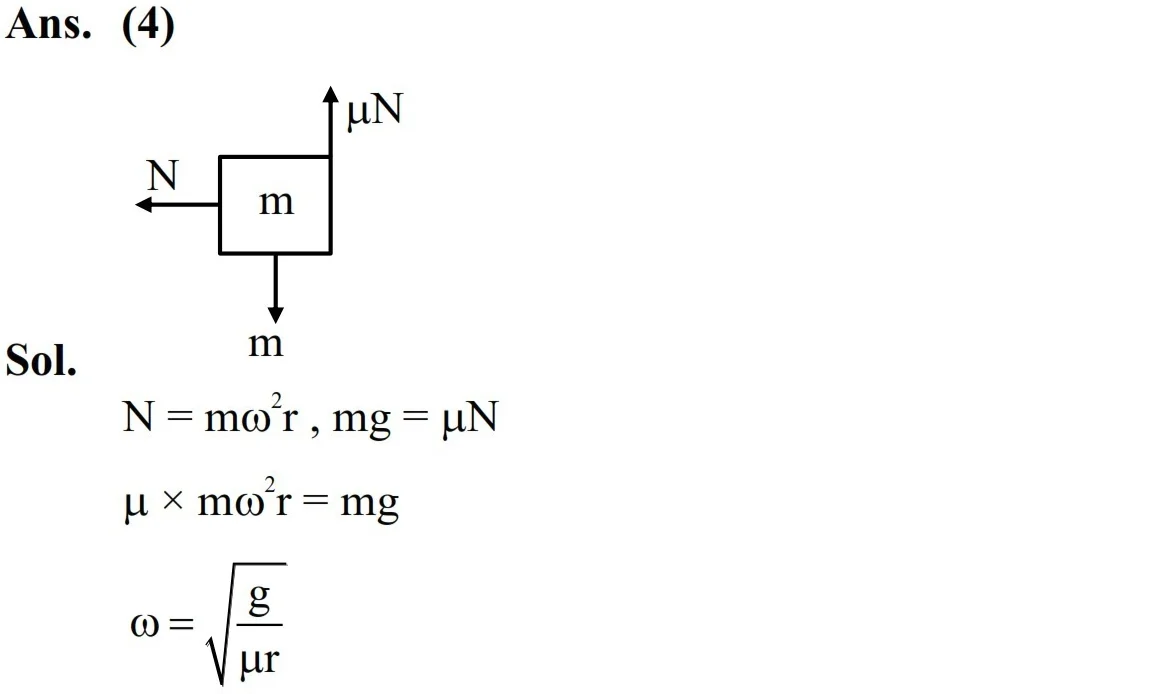 Ans. (4)
μN
N
m
m
Sol.
N = mω²r , mg = μN
μ × mω²r = mg
ω = √(g/μr)